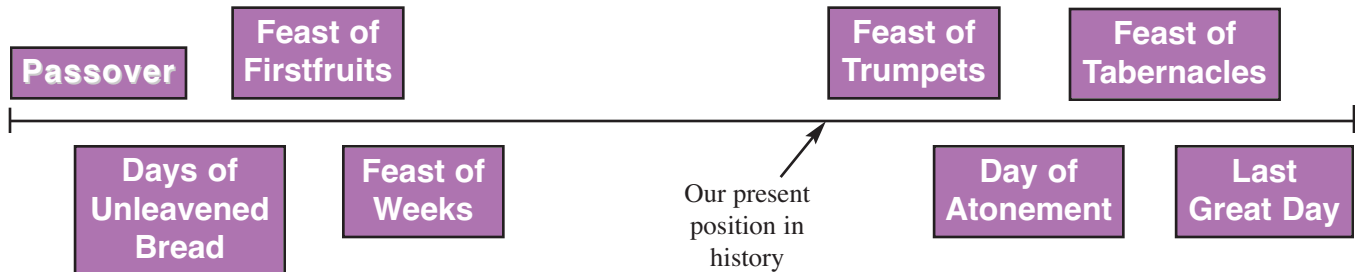 Passover
Feast of
Firstfruits
Feast of
Trumpets
Feast of
Tabernacles
Days of
Unleavened
Bread
Feast of
Weeks
Our present
position in
history
Day of
Atonement
Last
Great Day